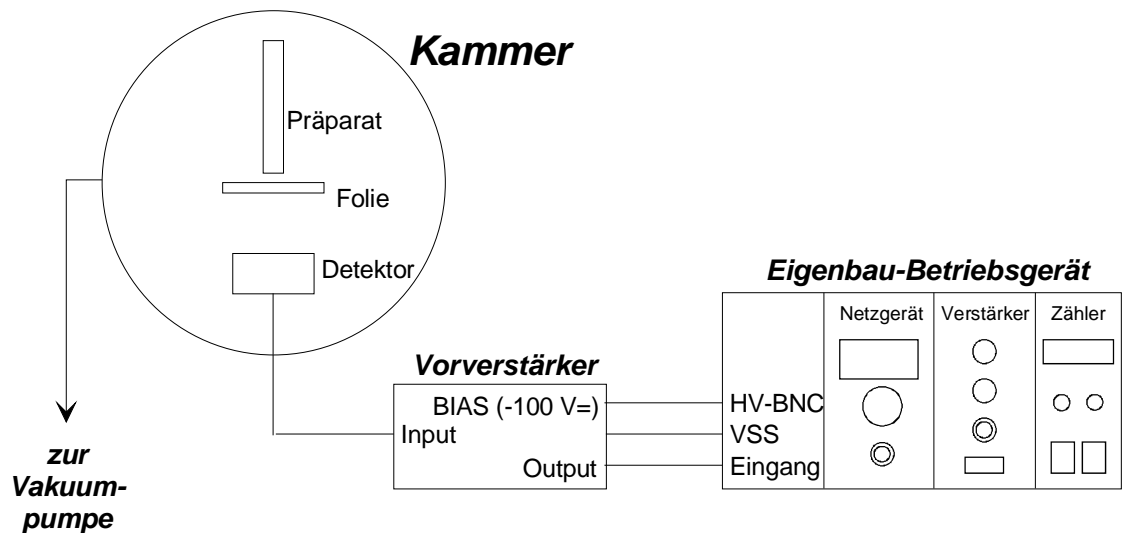 Kammer
Präparat
Folie
Detektor
zur
Vakuum-
pumpe
Vorverstärker
BIAS (-100 V=)
Input
Output
Eigenbau-Betriebsgerät
HV-BNC
VSS
Eingang
Netzgerät
Verstärker
Zähler